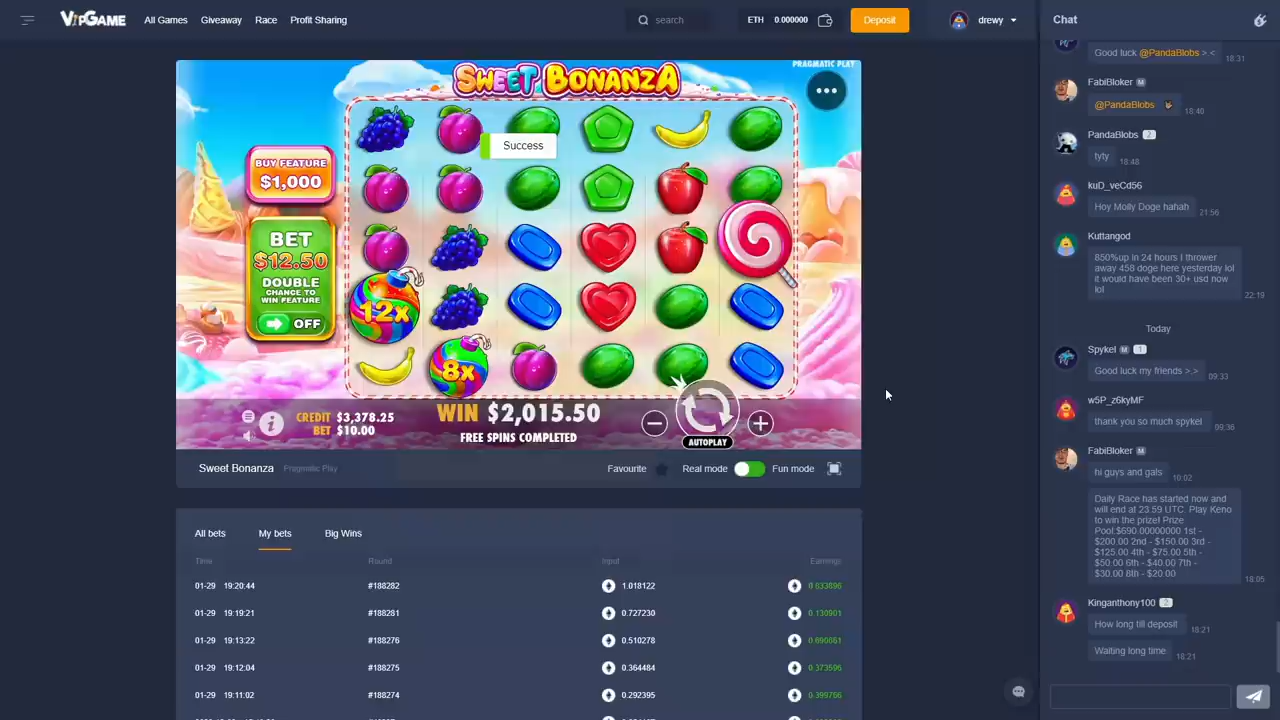 VIPGAME
All Games Giveaway Race Profit Sharing
search
ETH 0.000000
Deposit
drewy
PRAGMATIC PLAY
SWEET BONANZA
Success
BUY FEATURE
$1,000
BET
$12.50
DOUBLE
CHANCE TO
WIN FEATURE
OFF
12x
8x
CREDIT $3,378.25
BET $10.00
WIN $2,015.50
FREE SPINS COMPLETED
AUTOPLAY
Sweet Bonanza Pragmatic Play
Favourite Real mode Fun mode
All bets My bets Big Wins
Time Round Input Earnings
01-29 19:20:44 #188282 1.018122 0.833896
01-29 19:19:21 #188281 0.727230 0.130901
01-29 19:13:22 #188276 0.510278
01-29 19:12:04 #188275 0.364484 0.373596
01-29 19:11:02 #188274 0.292395 0.399766
Chat
Good luck @PandaBlobs >.<
18:31
FabiBloker M
@PandaBlobs
18:40
PandaBlobs 2
tyty
18:48
kuD_veCd56
Hoy Molly Doge hahah
21:56
Kuttangod
850%up in 24 hours I thrower
away 458 doge here yesterday lol
it would have been 30+ usd now
lol
22:19
Today
Spykel M 1
Good luck my friends >.>
09:33
w5P_z6kyMF
thank you so much spykel
09:36
FabiBloker M
hi guys and gals
Daily Race has started now and
will end at 23.59 UTC. Play Keno
to win the prize! Prize
Pool:$690.00000000 1st -
$200.00 2nd - $150.00 3rd -
$125.00 4th - $75.00 5th -
$50.00 6th - $40.00 7th -
$30.00 8th - $20.00
18:05
Kinganthony100 2
How long till deposit
18:21
Waiting long time
18:21